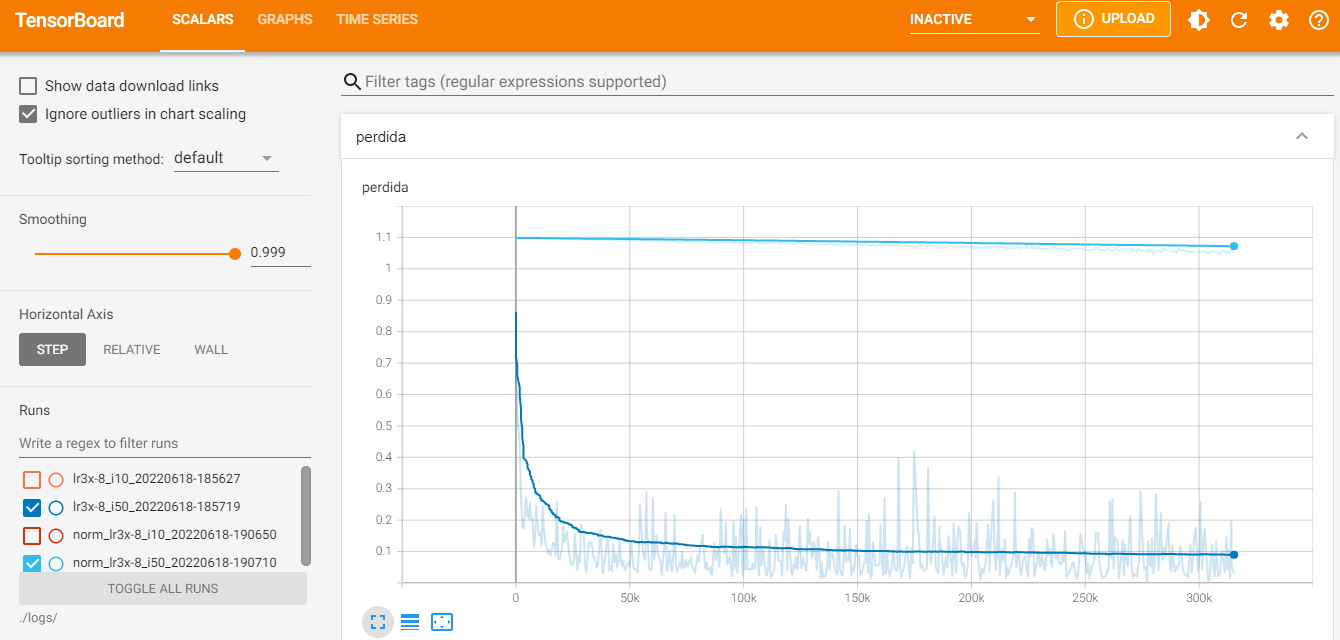 TensorBoard
SCALARS
GRAPHS
TIME SERIES
INACTIVE
UPLOAD
Show data download links
Ignore outliers in chart scaling
Tooltip sorting method: default
Smoothing
0.999
Horizontal Axis
STEP
RELATIVE
WALL
Runs
Write a regex to filter runs
lr3x-8_i10_20220618-185627
lr3x-8_i50_20220618-185719
norm_lr3x-8_i10_20220618-190650
norm_lr3x-8_i50_20220618-190710
TOGGLE ALL RUNS
./logs/
Filter tags (regular expressions supported)
perdida
perdida
1.1
1
0.9
0.8
0.7
0.6
0.5
0.4
0.3
0.2
0.1
0
50k
100k
150k
200k
250k
300k